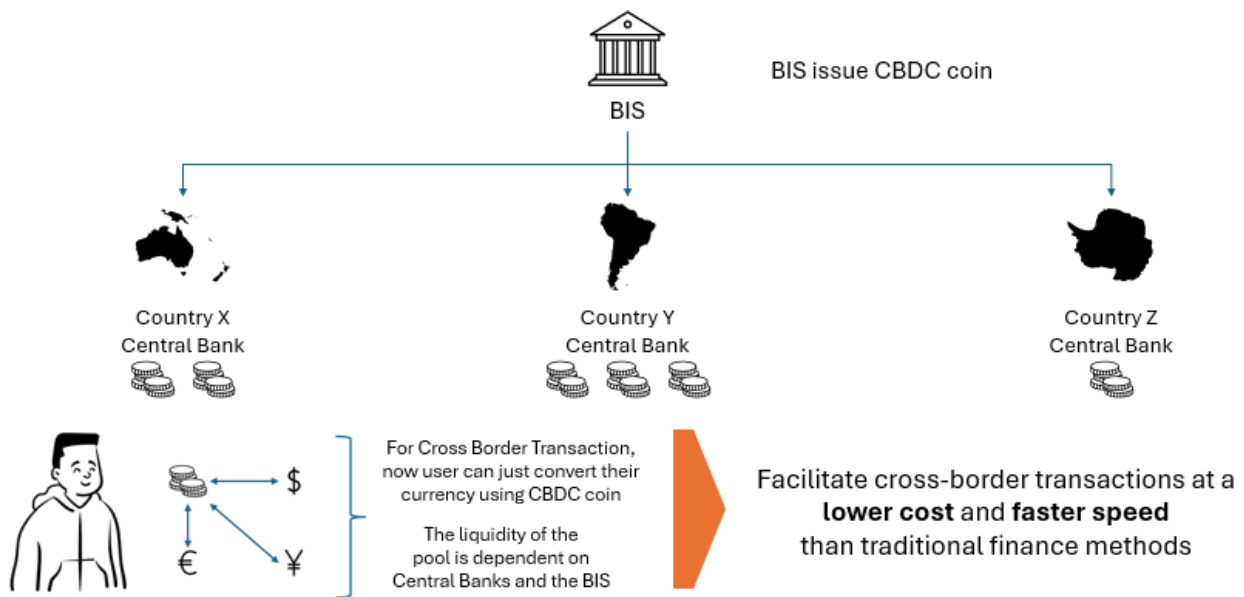 BIS issue CBDC coin
BIS
Country X
Central Bank
Country Y
Central Bank
Country Z
Central Bank
$
€
¥
For Cross Border Transaction,
now user can just convert their
currency using CBDC coin
The liquidity of the
pool is dependent on
Central Banks and the BIS
Facilitate cross-border transactions at a
lower cost and faster speed
than traditional finance methods